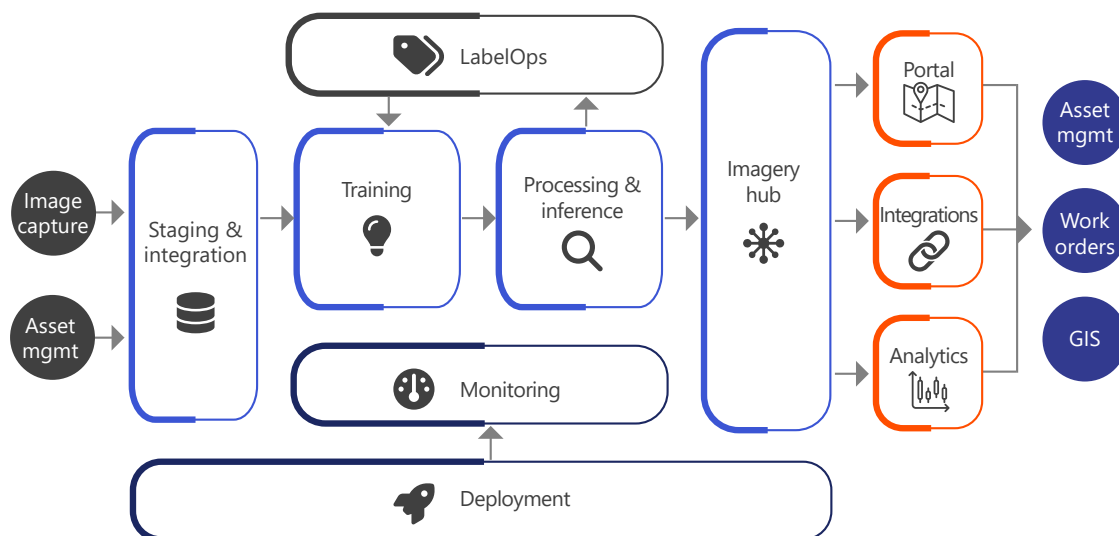 LabelOps
Image
capture
Asset
mgmt
Staging &
integration
Training
Processing &
inference
Monitoring
Deployment
Imagery
hub
Portal
Integrations
Analytics
Asset
mgmt
Work
orders
GIS